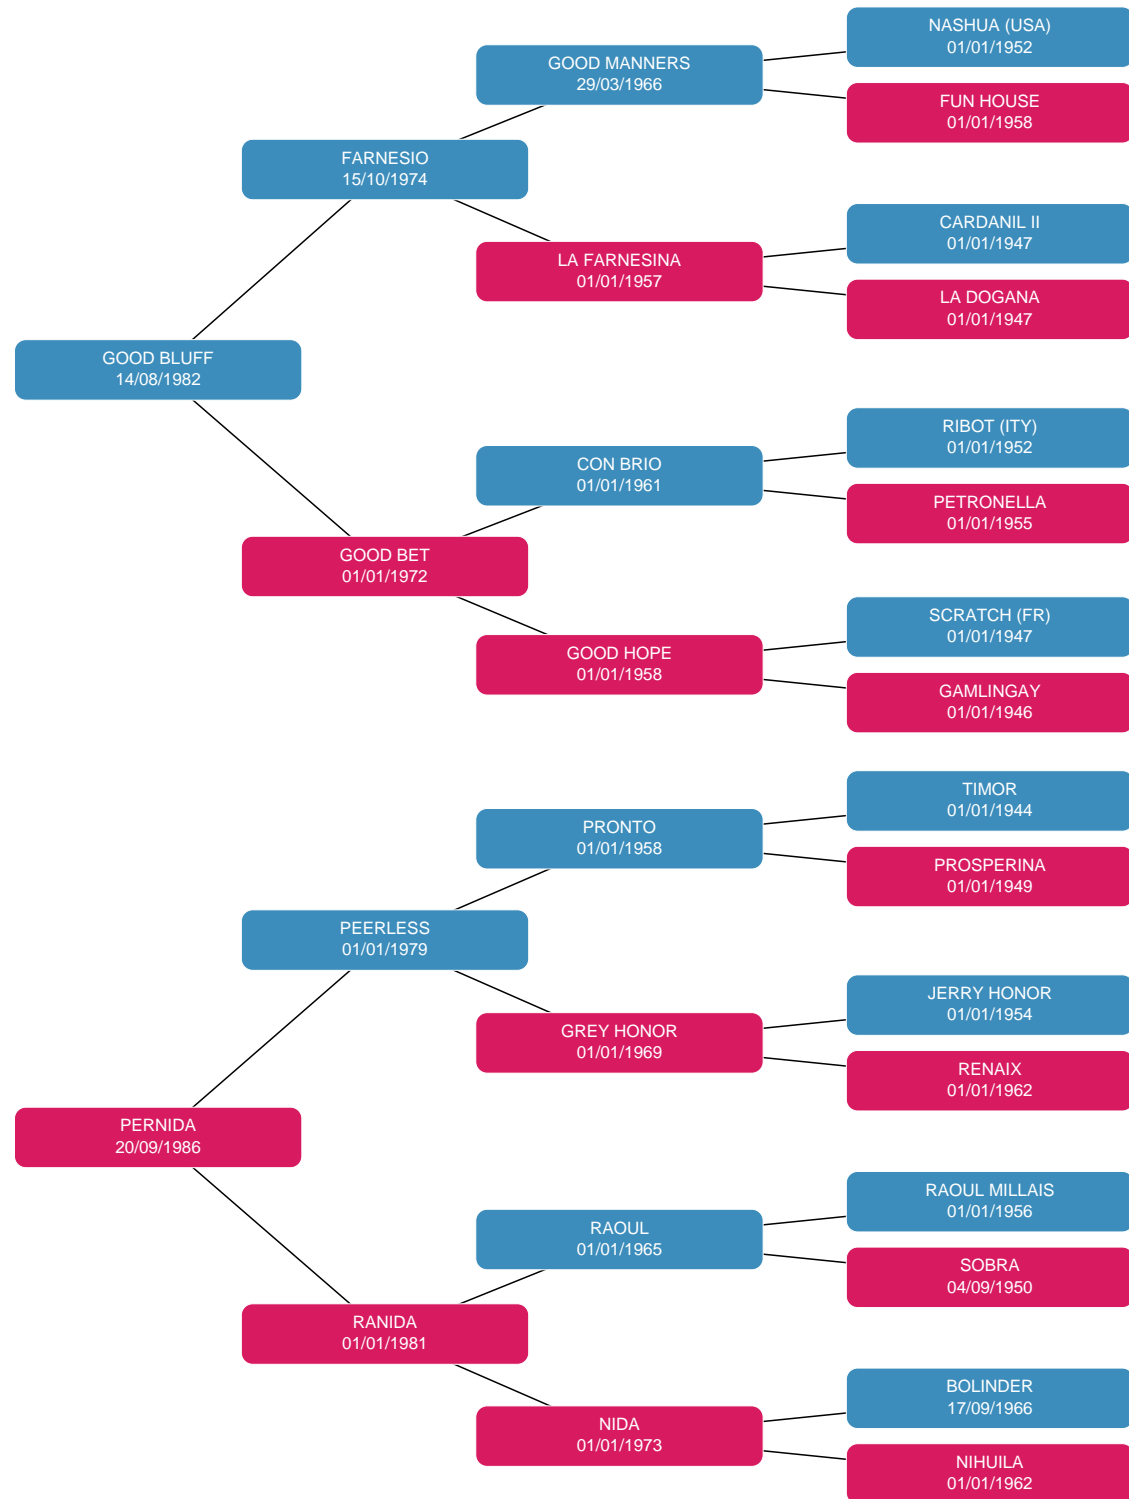 NASHUA (USA)
01/01/1952
GOOD MANNERS
29/03/1966
FUN HOUSE
01/01/1958
FARNESIO
15/10/1974
CARDANIL II
01/01/1947
LA FARNESINA
01/01/1957
LA DOGANA
01/01/1947
GOOD BLUFF
14/08/1982
RIBOT (ITY)
01/01/1952
CON BRIO
01/01/1961
PETRONELLA
01/01/1955
GOOD BET
01/01/1972
SCRATCH (FR)
01/01/1947
GOOD HOPE
01/01/1958
GAMLINGAY
01/01/1946
TIMOR
01/01/1944
PRONTO
01/01/1958
PROSPERINA
01/01/1949
PEERLESS
01/01/1979
JERRY HONOR
01/01/1954
GREY HONOR
01/01/1969
RENAIX
01/01/1962
PERNIDA
20/09/1986
RAOUL MILLAIS
01/01/1956
RAOUL
01/01/1965
SOBRA
04/09/1950
RANIDA
01/01/1981
BOLINDER
17/09/1966
NIDA
01/01/1973
NIHUILA
01/01/1962